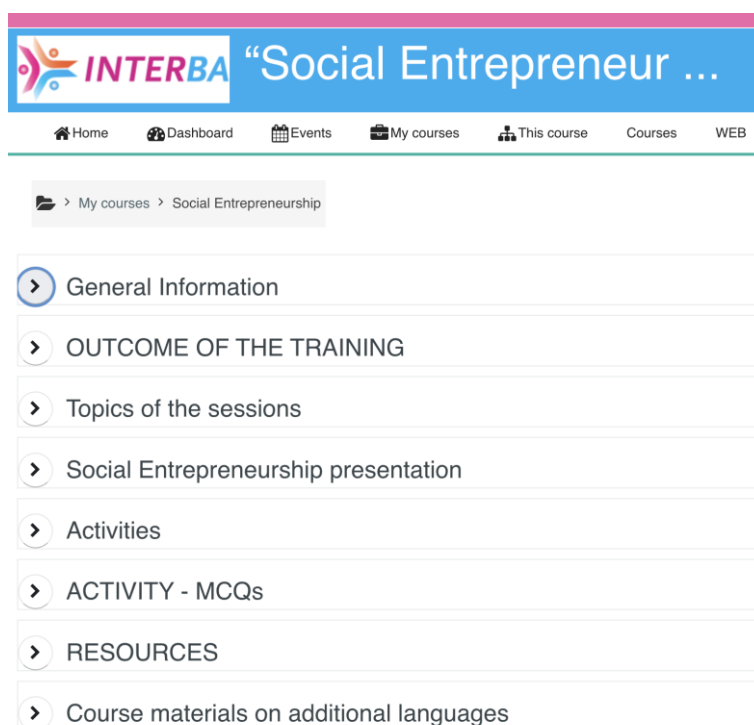 INTERBA “Social Entrepreneur ...
Home Dashboard Events My courses This course Courses WEB
> My courses > Social Entrepreneurship
General Information
OUTCOME OF THE TRAINING
Topics of the sessions
Social Entrepreneurship presentation
Activities
ACTIVITY - MCQs
RESOURCES
Course materials on additional languages